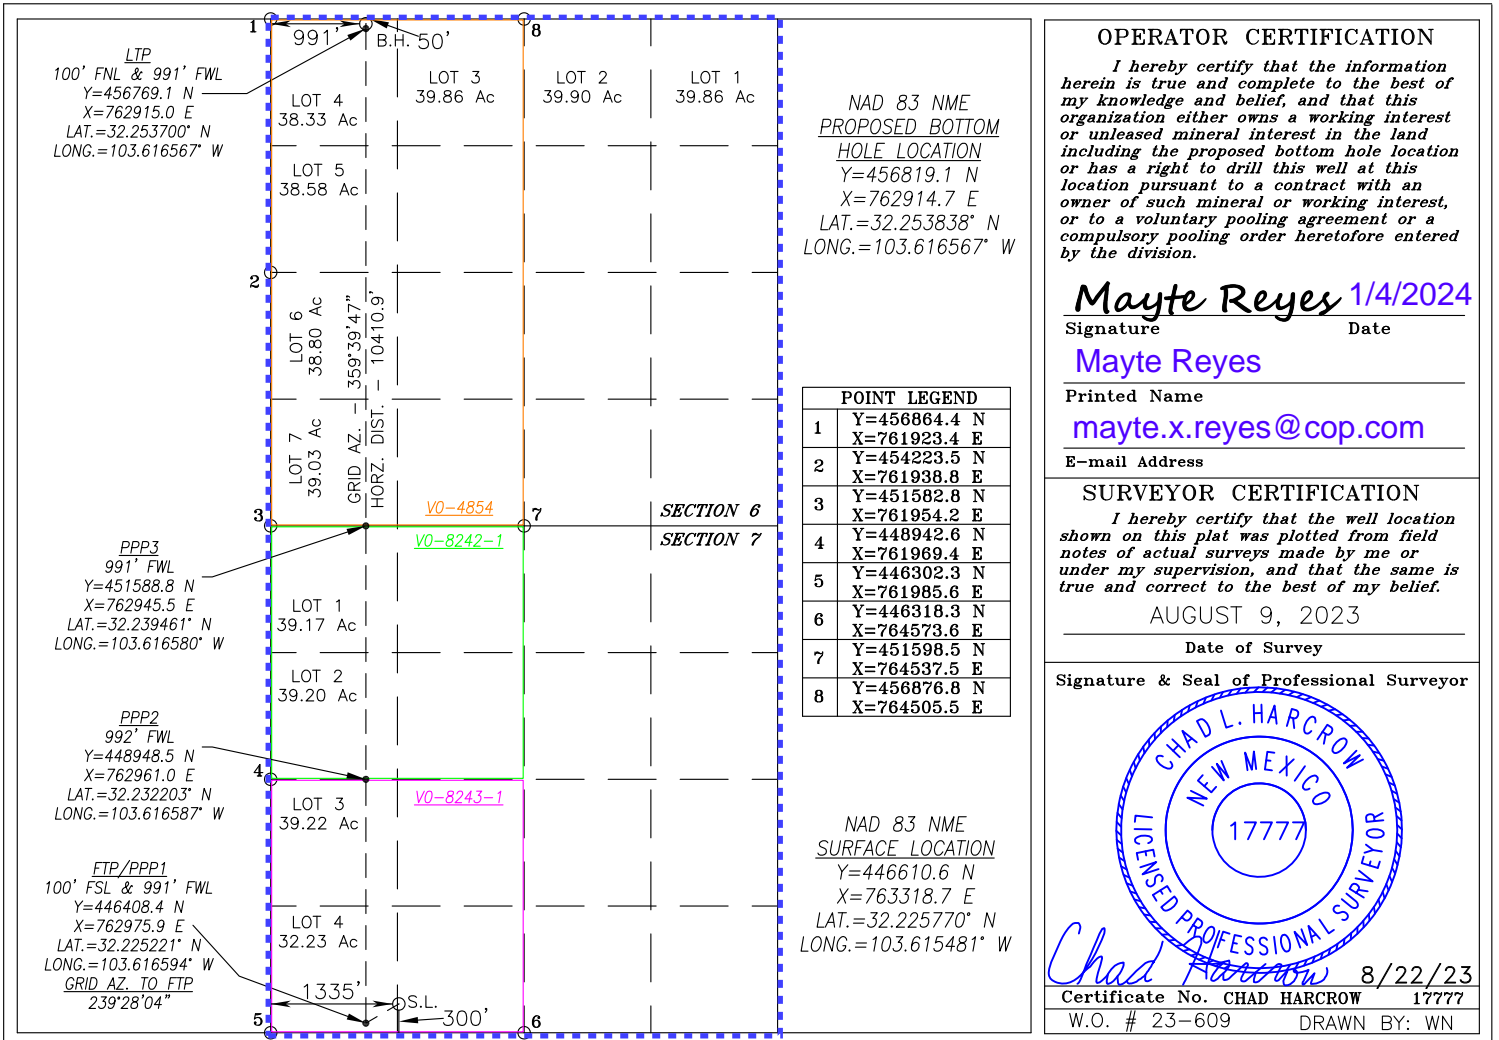 1
8
991'
B.H. 50'
LTP
100' FNL & 991' FWL
Y=456769.1 N
X=762915.0 E
LAT.=32.253700° N
LONG.=103.616567° W
LOT 4
38.33 Ac
LOT 3
39.86 Ac
LOT 2
39.90 Ac
LOT 1
39.86 Ac
LOT 5
38.58 Ac
2
LOT 6
38.80 Ac
LOT 7
39.03 Ac
GRID AZ. – 359°39'47"
HORZ. DIST. – 10410.9'
VO-4854
3
7
SECTION 6
VO-8242-1
SECTION 7
PPP3
991' FWL
Y=451588.8 N
X=762945.5 E
LAT.=32.239461° N
LONG.=103.616580° W
LOT 1
39.17 Ac
LOT 2
39.20 Ac
PPP2
992' FWL
Y=448948.5 N
X=762961.0 E
LAT.=32.232203° N
LONG.=103.616587° W
4
LOT 3
39.22 Ac
VO-8243-1
FTP/PPP1
100' FSL & 991' FWL
Y=446408.4 N
X=762975.9 E
LAT.=32.225221° N
LONG.=103.616594° W
GRID AZ. TO FTP
239°28'04"
LOT 4
32.23 Ac
1335'
S.L.
300'
5
6
NAD 83 NME
PROPOSED BOTTOM
HOLE LOCATION
Y=456819.1 N
X=762914.7 E
LAT.=32.253838° N
LONG.=103.616567° W
POINT LEGEND
1 Y=456864.4 N
X=761923.4 E
2 Y=454223.5 N
X=761938.8 E
3 Y=451582.8 N
X=761954.2 E
4 Y=448942.6 N
X=761969.4 E
5 Y=446302.3 N
X=761985.6 E
6 Y=446318.3 N
X=764573.6 E
7 Y=451598.5 N
X=764537.5 E
8 Y=456876.8 N
X=764505.5 E
NAD 83 NME
SURFACE LOCATION
Y=446610.6 N
X=763318.7 E
LAT.=32.225770° N
LONG.=103.615481° W
OPERATOR CERTIFICATION
I hereby certify that the information
herein is true and complete to the best of
my knowledge and belief, and that this
organization either owns a working interest
or unleased mineral interest in the land
including the proposed bottom hole location
or has a right to drill this well at this
location pursuant to a contract with an
owner of such mineral or working interest,
or to a voluntary pooling agreement or a
compulsory pooling order heretofore entered
by the division.
Mayte Reyes 1/4/2024
Signature Date
Mayte Reyes
Printed Name
mayte.x.reyes@cop.com
E-mail Address
SURVEYOR CERTIFICATION
I hereby certify that the well location
shown on this plat was plotted from field
notes of actual surveys made by me or
under my supervision, and that the same is
true and correct to the best of my belief.
AUGUST 9, 2023
Date of Survey
Signature & Seal of Professional Surveyor
CHAD L. HARCROW
NEW MEXICO
17777
LICENSED PROFESSIONAL SURVEYOR
Chad Harcrow 8/22/23
Certificate No. CHAD HARCROW 17777
W.O. # 23-609 DRAWN BY: WN